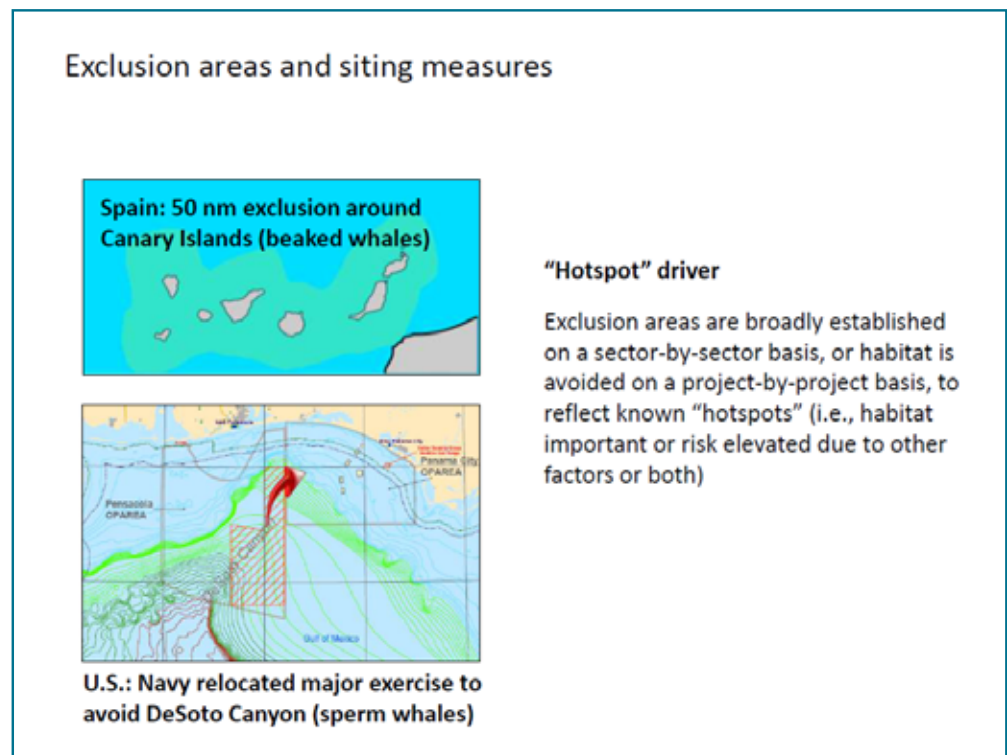 Exclusion areas and siting measures
Spain: 50 nm exclusion around
Canary Islands (beaked whales)
“Hotspot” driver
Exclusion areas are broadly established
on a sector-by-sector basis, or habitat is
avoided on a project-by-project basis, to
reflect known “hotspots” (i.e., habitat
important or risk elevated due to other
factors or both)
Panama City
OPAREA
Pensacola
OPAREA
Canyon
Gulf of Mexico
U.S.: Navy relocated major exercise to
avoid DeSoto Canyon (sperm whales)